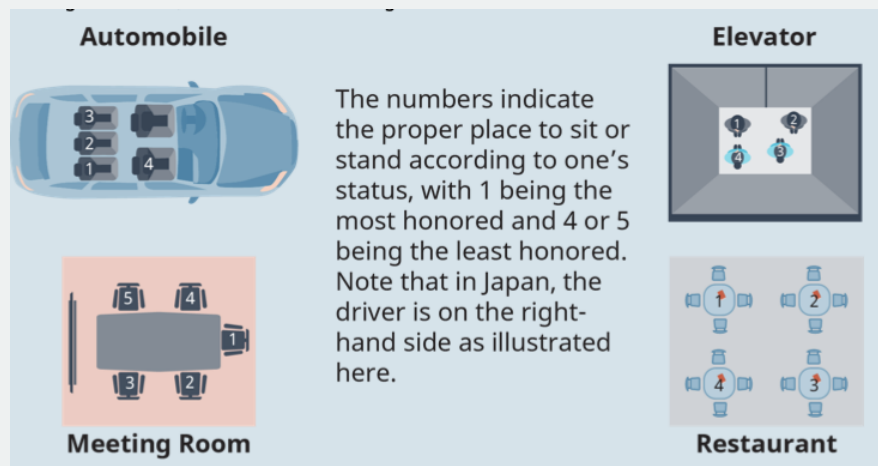 Automobile
3
2
1
4
The numbers indicate
the proper place to sit or
stand according to one’s
status, with 1 being the
most honored and 4 or 5
being the least honored.
Note that in Japan, the
driver is on the right-
hand side as illustrated
here.
Elevator
1
2
4
3
5
4
1
3
2
Meeting Room
1
2
4
3
Restaurant